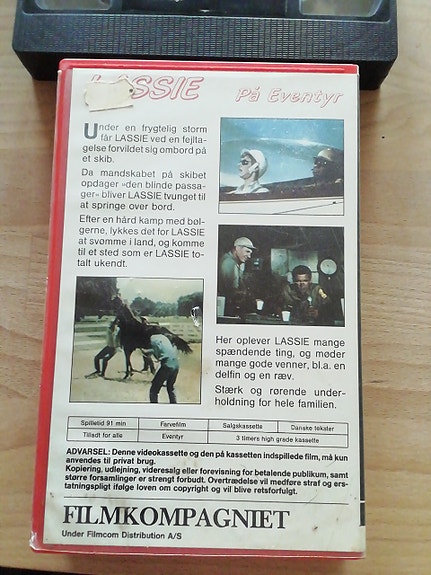 LASSIE
På Eventyr
Under en frygtelig storm
får LASSIE ved en fejlta-
gelse forvildet sig ombord på
et skib.
Da mandskabet på skibet
opdager »den blinde passa-
ger« bliver LASSIE tvunget til
at springe over bord.
Efter en hård kamp med bøl-
gerne, lykkes det for LASSIE
at svømme i land, og komme
til et sted som er LASSIE to-
talt ukendt.
Her oplever LASSIE mange
spændende ting, og møder
mange gode venner, bl.a. en
delfin og en ræv.
Stærk og rørende under-
holdning for hele familien.
Spilletid 91 min Farvefilm Salgskassette Danske tekster
Tilladt for alle Eventyr 3 timers high grade kassette
ADVARSEL: Denne videokassette og den på kassetten indspillede film, må kun
anvendes til privat brug.
Kopiering, udlejning, videresalg eller forevisning for betalende publikum, samt
større forsamlinger er strengt forbudt. Overtrædelse vil medføre straf og ers-
tatningspligt ifølge loven om copyright og vil blive retsforfulgt.
FILMKOMPAGNIET
Under Filmcom Distribution A/S